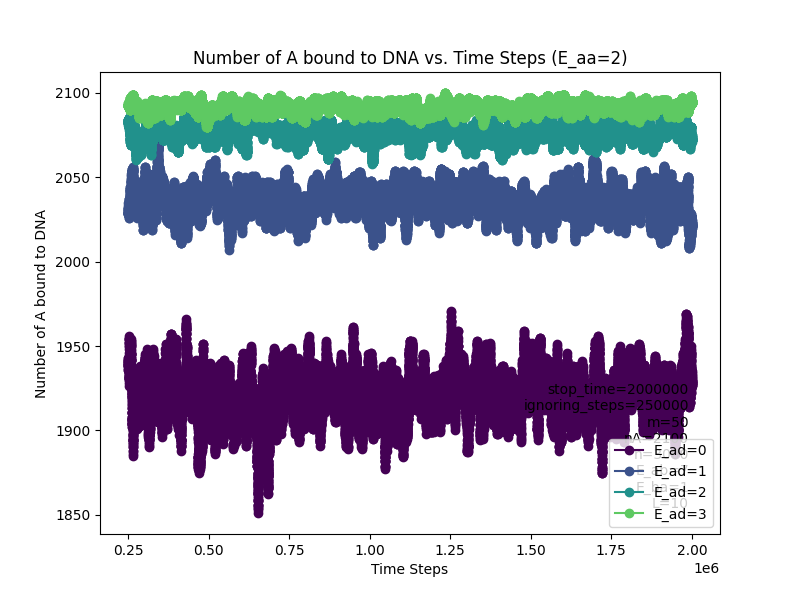 Number of A bound to DNA vs. Time Steps (E_aa=2)
Number of A bound to DNA
2100
2050
2000
1950
1900
1850
stop_time=2000000
ignoring_steps=250000
m=50
E_ad=0
E_ad=1
E_ad=2
E_ad=3
L=10
0.25
0.50
0.75
1.00
1.25
1.50
1.75
2.00
1e6
Time Steps